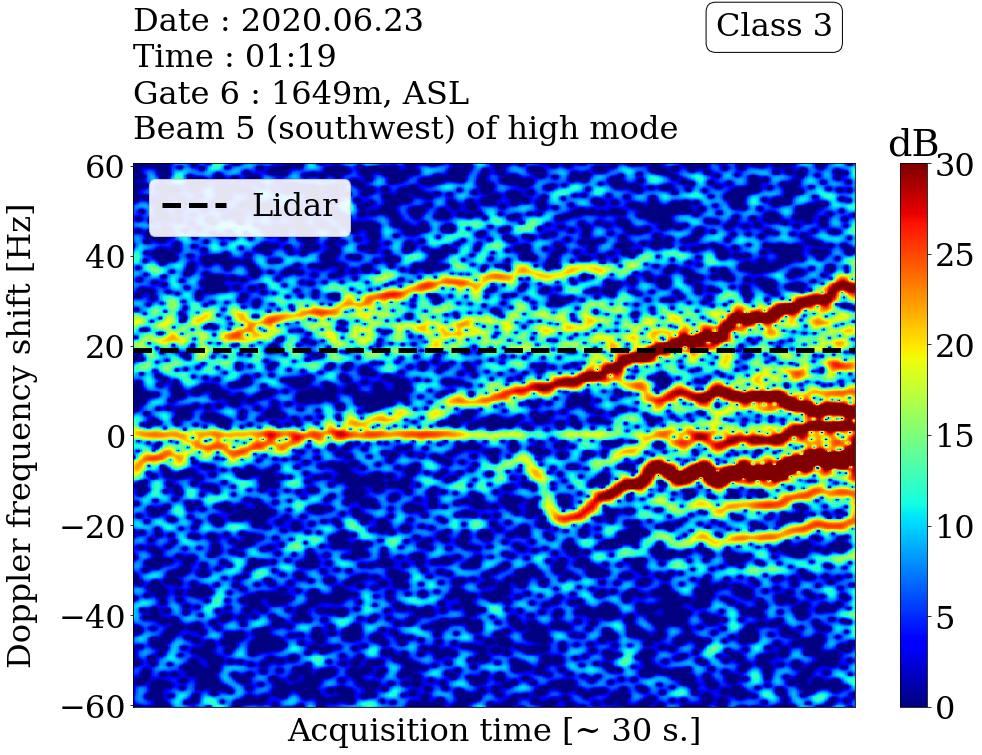 Date : 2020.06.23
Time : 01:19
Gate 6 : 1649m, ASL
Beam 5 (southwest) of high mode
Class 3
dB
60
40
20
0
−20
−40
−60
Doppler frequency shift [Hz]
Lidar
30
25
20
15
10
5
0
Acquisition time [~ 30 s.]